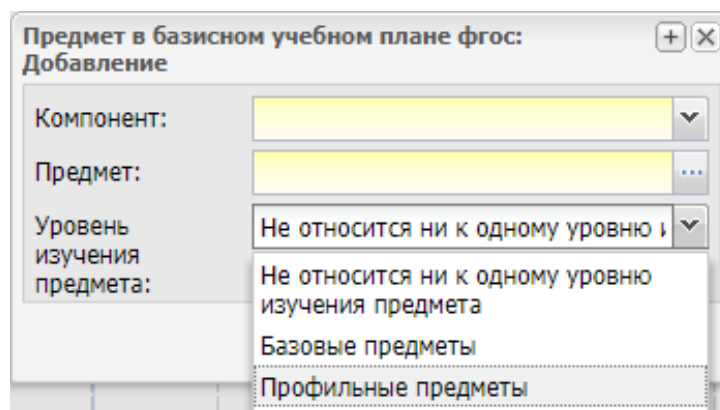 Предмет в базисном учебном плане фгос:
Добавление
Компонент:
Предмет:
Уровень
изучения
предмета:
Не относится ни к одному уровню и
Не относится ни к одному уровню
изучения предмета
Базовые предметы
Профильные предметы